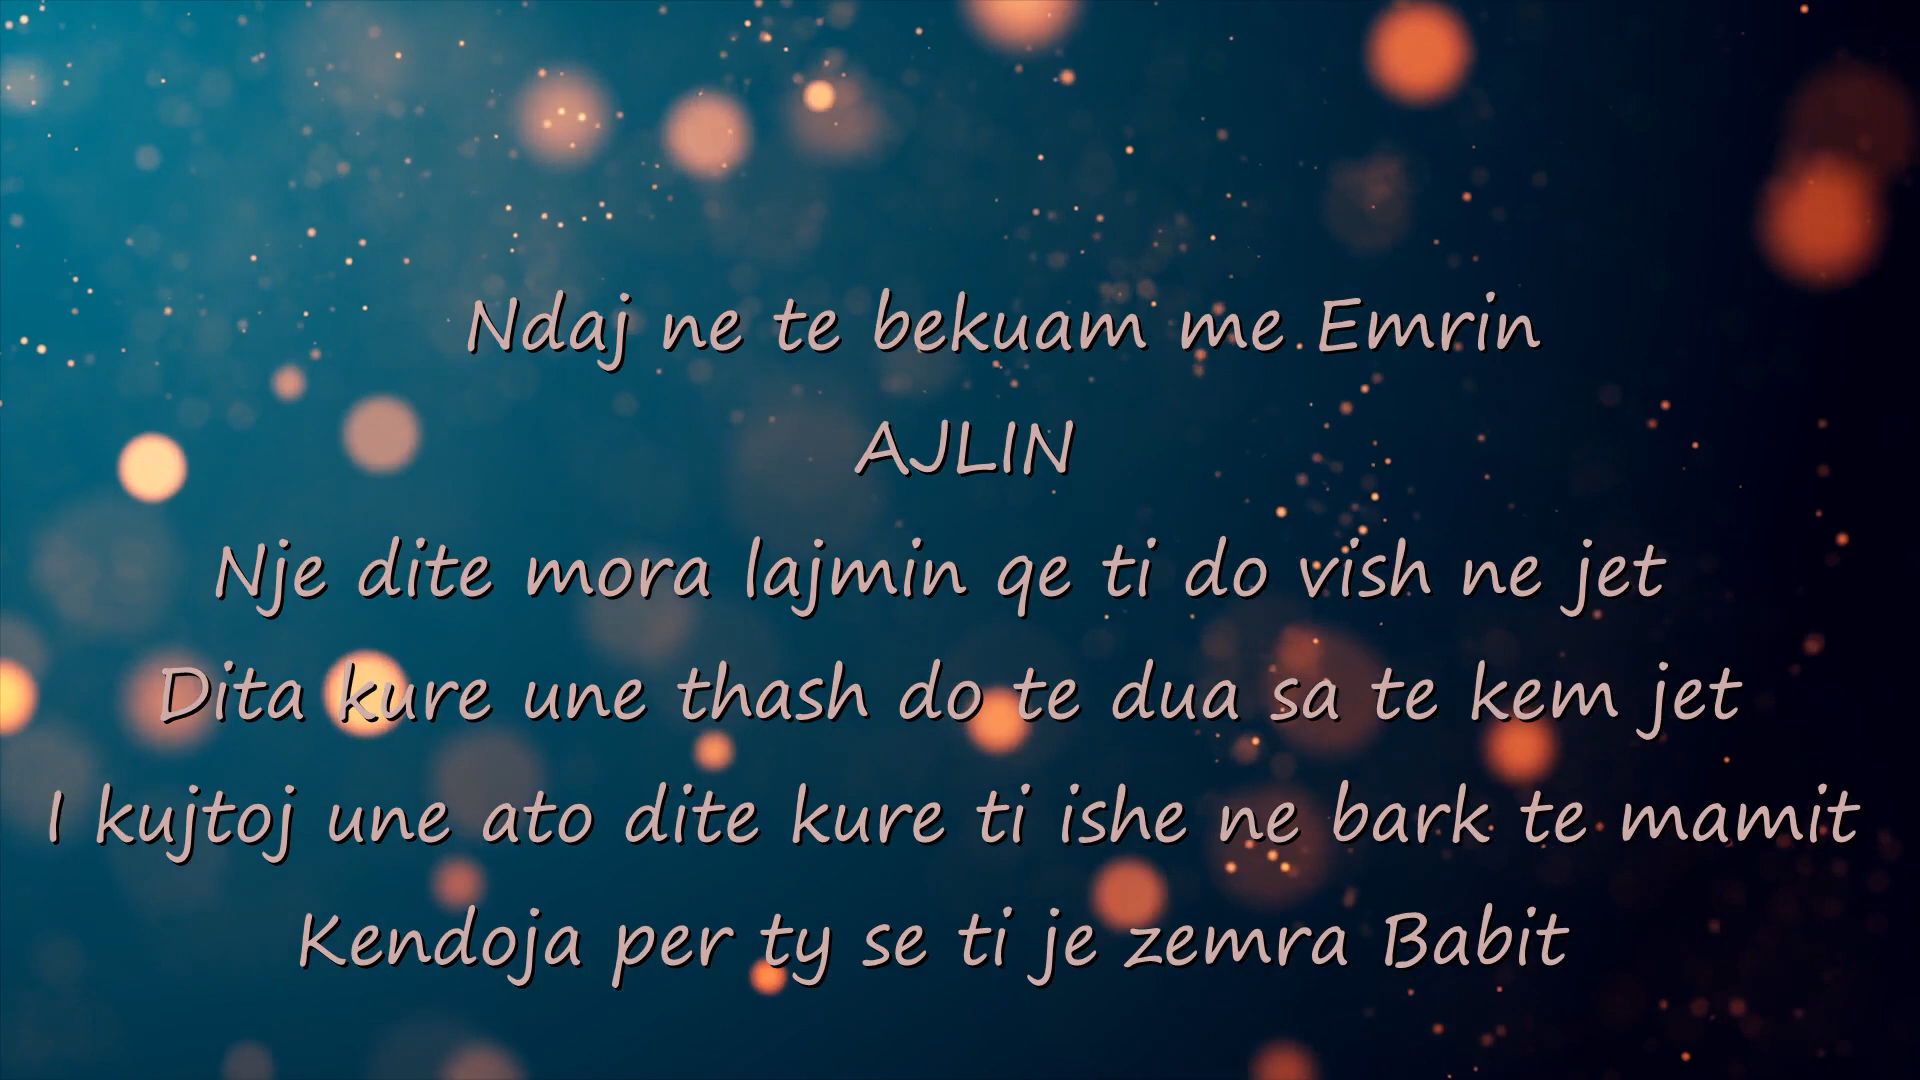 Ndaj ne te bekuam me Emrin
AJLIN
Nje dite mora lajmin qe ti do vish ne jet
Dita kure une thash do te dua sa te kem jet
I kujtoj une ato dite kure ti ishe ne bark te mamit
Kendoja per ty se ti je zemra Babit